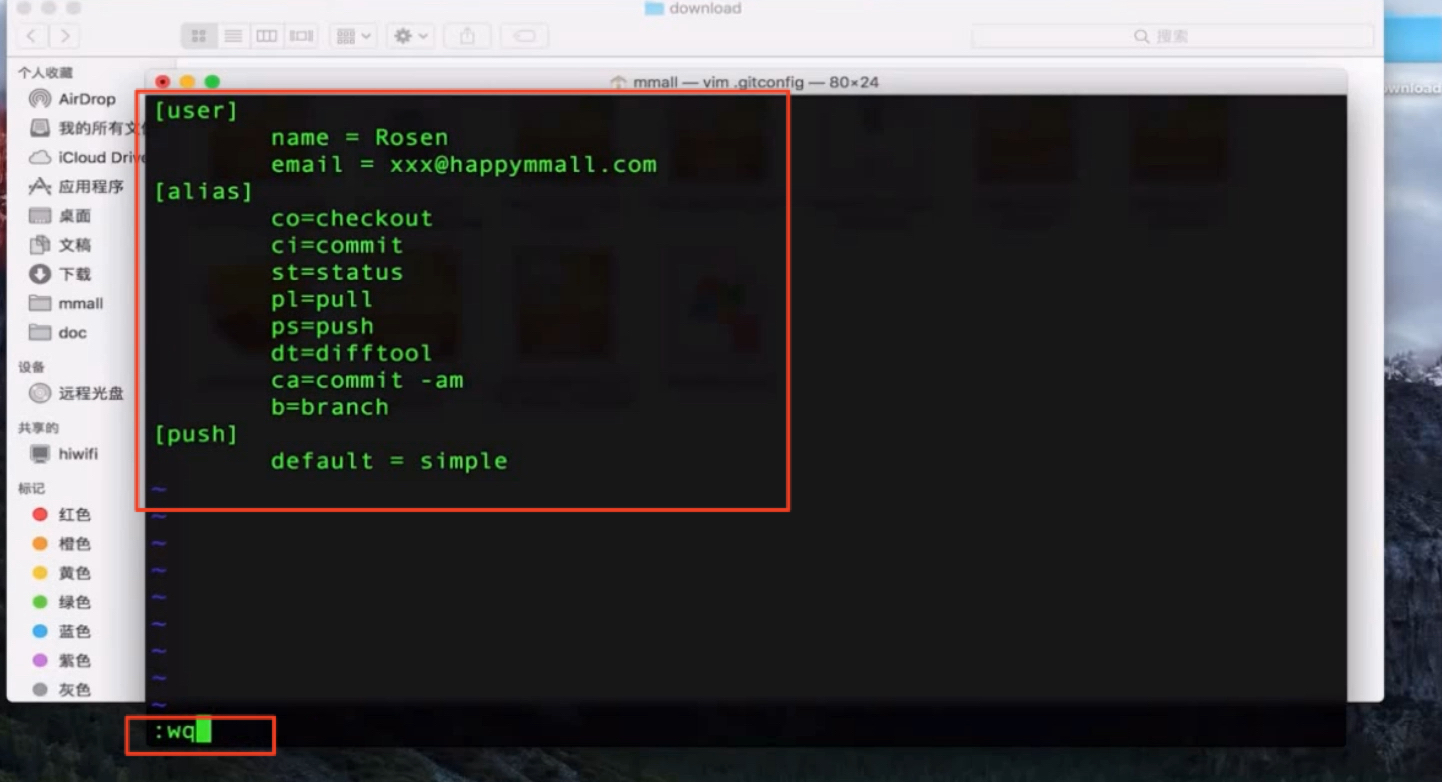 download
搜索
个人收藏
AirDrop
我的所有文
iCloud Drive
应用程序
桌面
文稿
下载
mmall
doc
设备
远程光盘
共享的
hiwifi
标记
红色
橙色
黄色
绿色
蓝色
紫色
灰色
mmall — vim .gitconfig — 80×24
[user]
name = Rosen
email = xxx@happymmall.com
[alias]
co=checkout
ci=commit
st=status
pl=pull
ps=push
dt=difftool
ca=commit -am
b=branch
[push]
default = simple
~
~
~
~
~
~
~
~
~
:wq